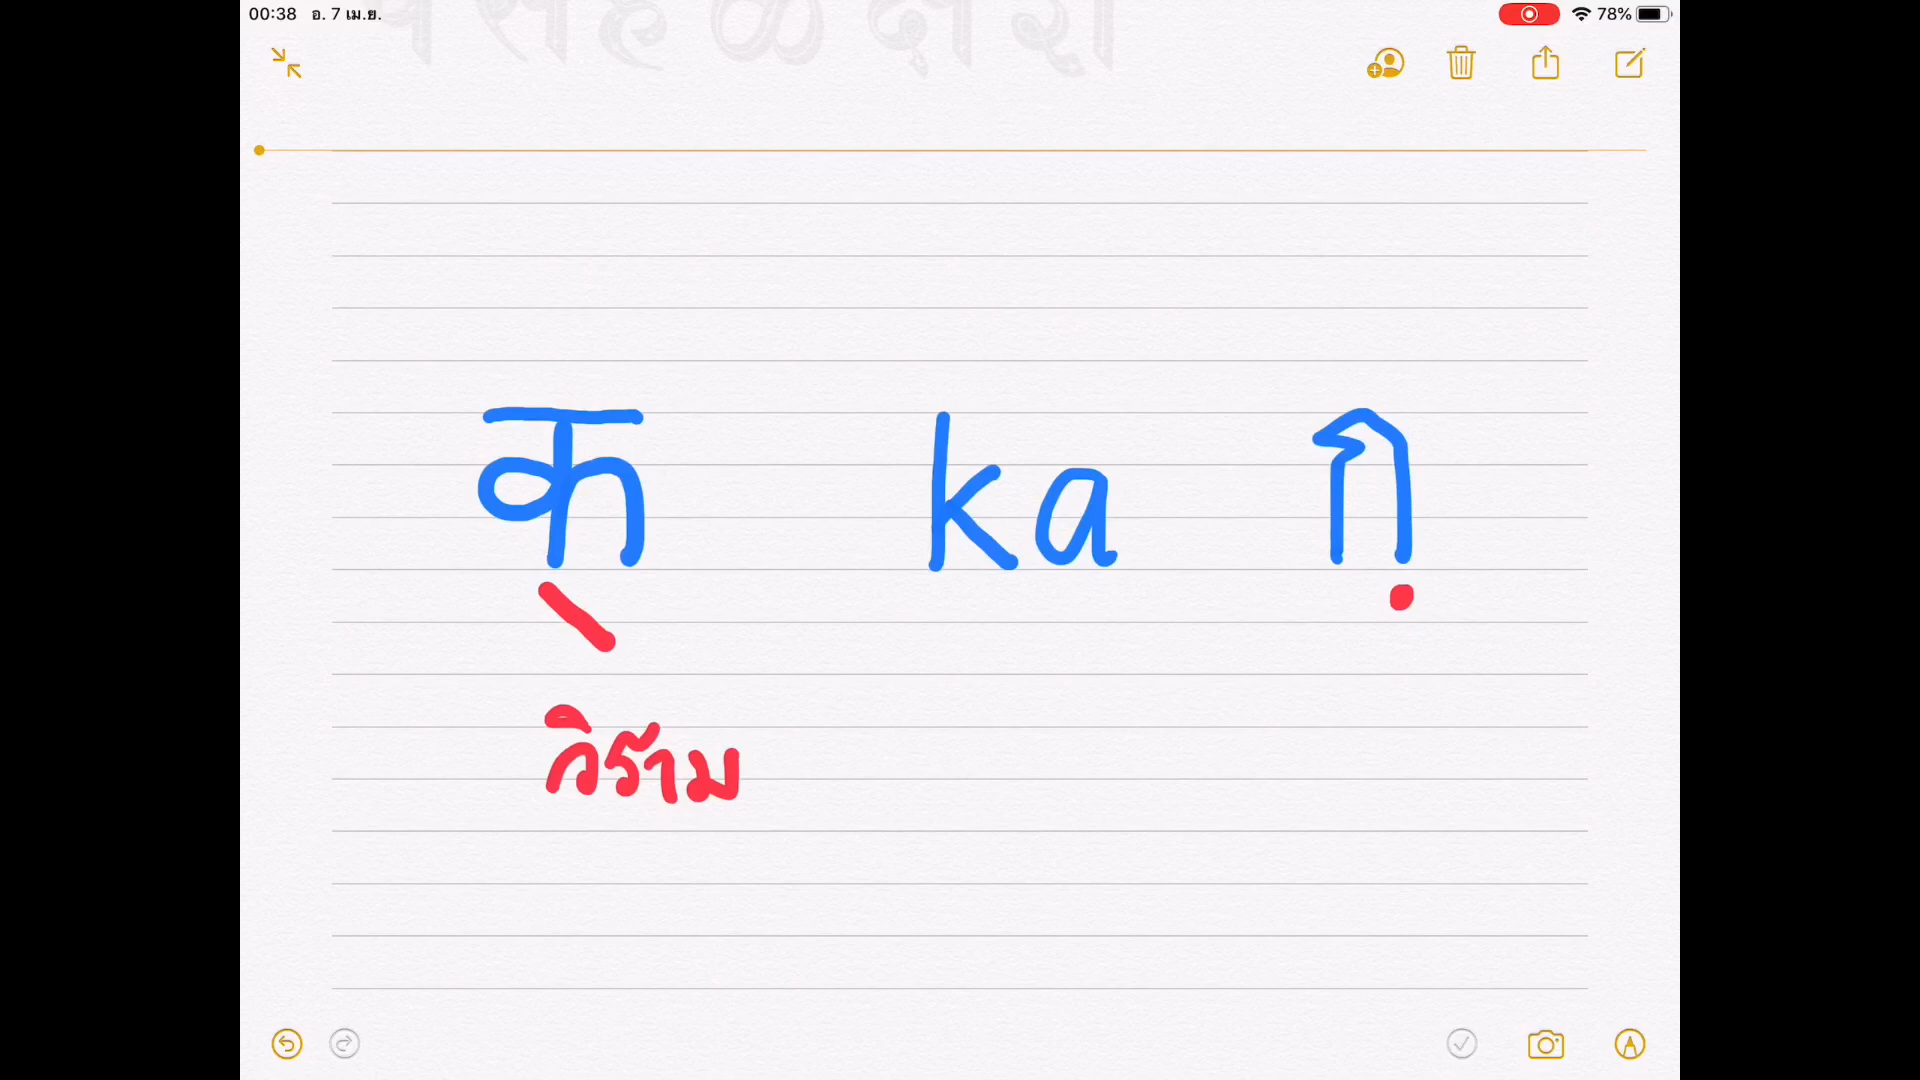 00:38 อ. 7 เม.ย. 78%
क् ka กฺ
วิราม